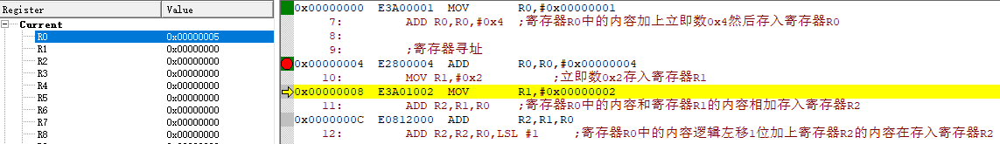 Register Value
Current
R0 0x00000005
R1 0x00000000
R2 0x00000000
R3 0x00000000
R4 0x00000000
R5 0x00000000
R6 0x00000000
R7 0x00000000
R8 0x00000000
0x00000000 E3A00001 MOV R0,#0x00000001
7: ADD R0,R0,#0x4 ;寄存器R0中的内容加上立即数0x4然后存入寄存器R0
8:
9: ;寄存器寻址
0x00000004 E2800004 ADD R0,R0,#0x00000004
10: MOV R1,#0x2 ;立即数0x2存入寄存器R1
0x00000008 E3A01002 MOV R1,#0x00000002
11: ADD R2,R1,R0 ;寄存器R0中的内容和寄存器R1的内容相加存入寄存器R2
0x0000000C E0812000 ADD R2,R1,R0
12: ADD R2,R2,R0,LSL #1 ;寄存器R0中的内容逻辑左移1位加上寄存器R2的内容在存入寄存器R2